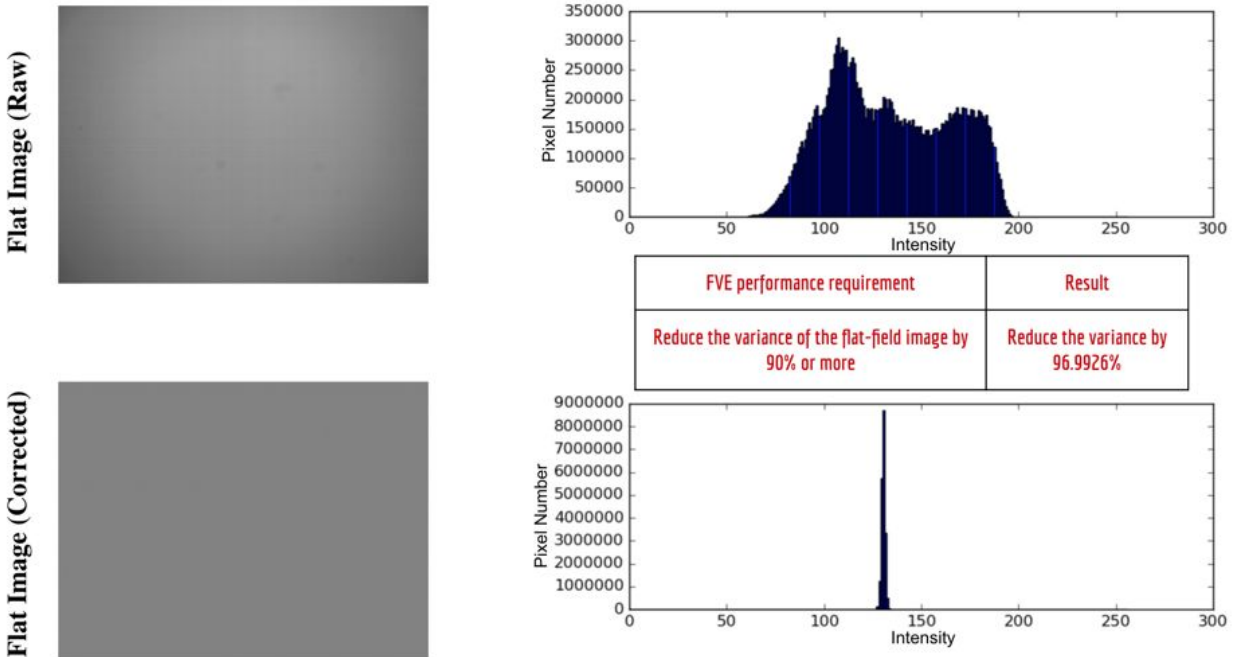 Flat Image (Raw)
350000
300000
250000
200000
150000
100000
50000
0
Pixel Number
0 50 100 150 200 250 300
Intensity
FVE performance requirement Result
Reduce the variance of the flat-field image by
90% or more
Reduce the variance by
96.9926%
Flat Image (Corrected)
9000000
8000000
7000000
6000000
5000000
4000000
3000000
2000000
1000000
0
Pixel Number
0 50 100 150 200 250 300
Intensity